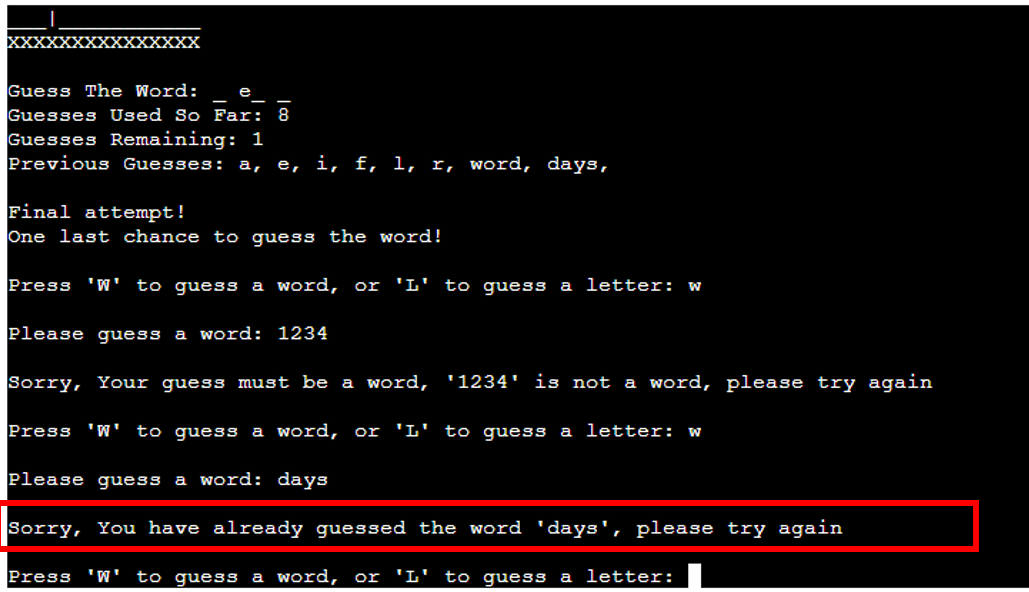 ___|___________
XXXXXXXXXXXXXXX
Guess The Word: _ e_ _
Guesses Used So Far: 8
Guesses Remaining: 1
Previous Guesses: a, e, i, f, l, r, word, days,
Final attempt!
One last chance to guess the word!
Press 'W' to guess a word, or 'L' to guess a letter: w
Please guess a word: 1234
Sorry, Your guess must be a word, '1234' is not a word, please try again
Press 'W' to guess a word, or 'L' to guess a letter: w
Please guess a word: days
Sorry, You have already guessed the word 'days', please try again
Press 'W' to guess a word, or 'L' to guess a letter: